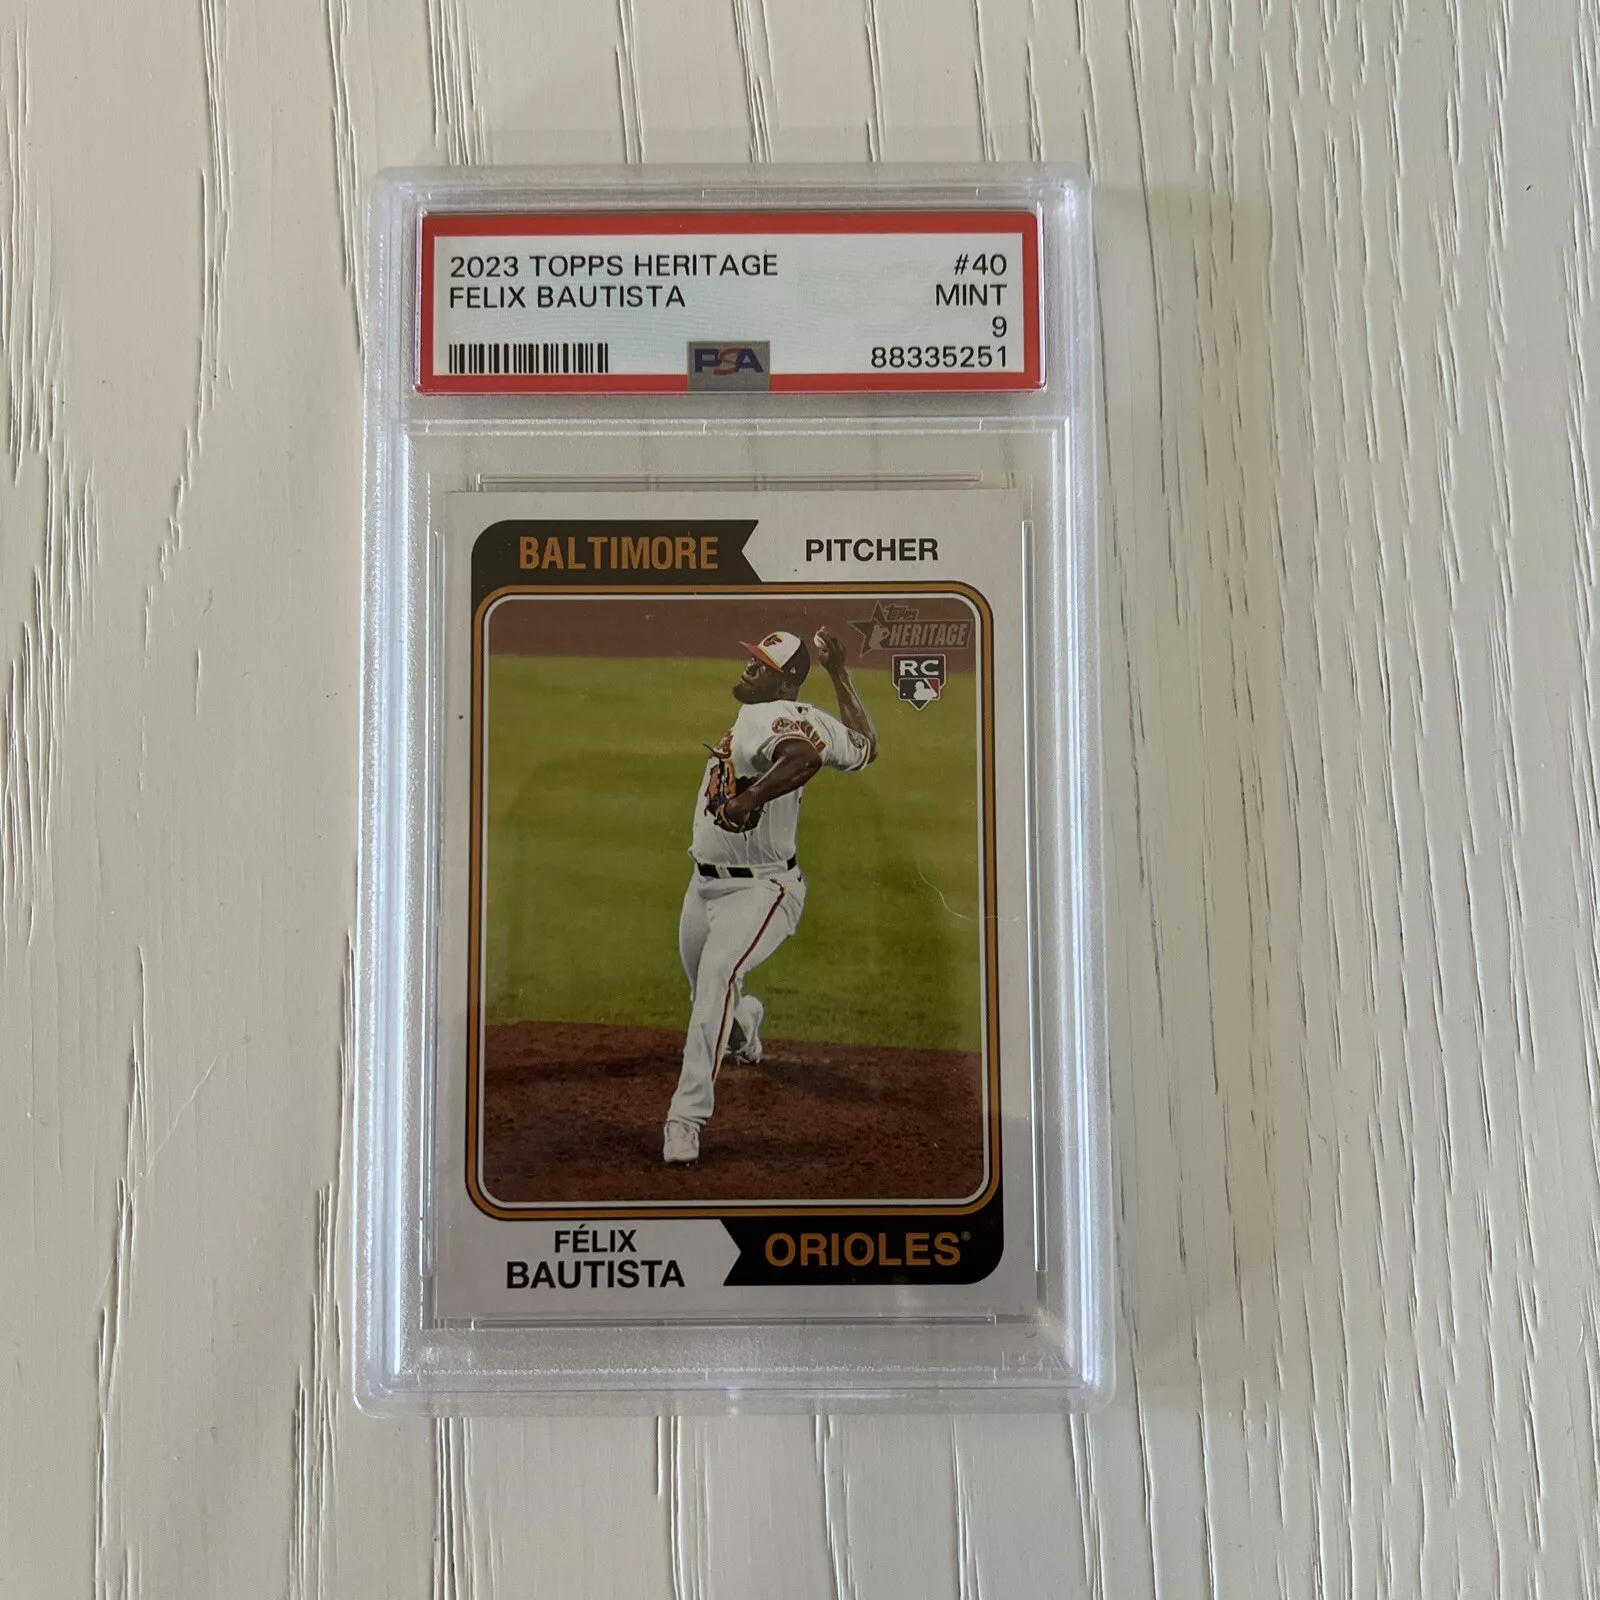 2023 TOPPS HERITAGE #40
FELIX BAUTISTA MINT
9
PSA 88335251
BALTIMORE PITCHER
topps
HERITAGE
RC
FÉLIX
BAUTISTA
ORIOLES®